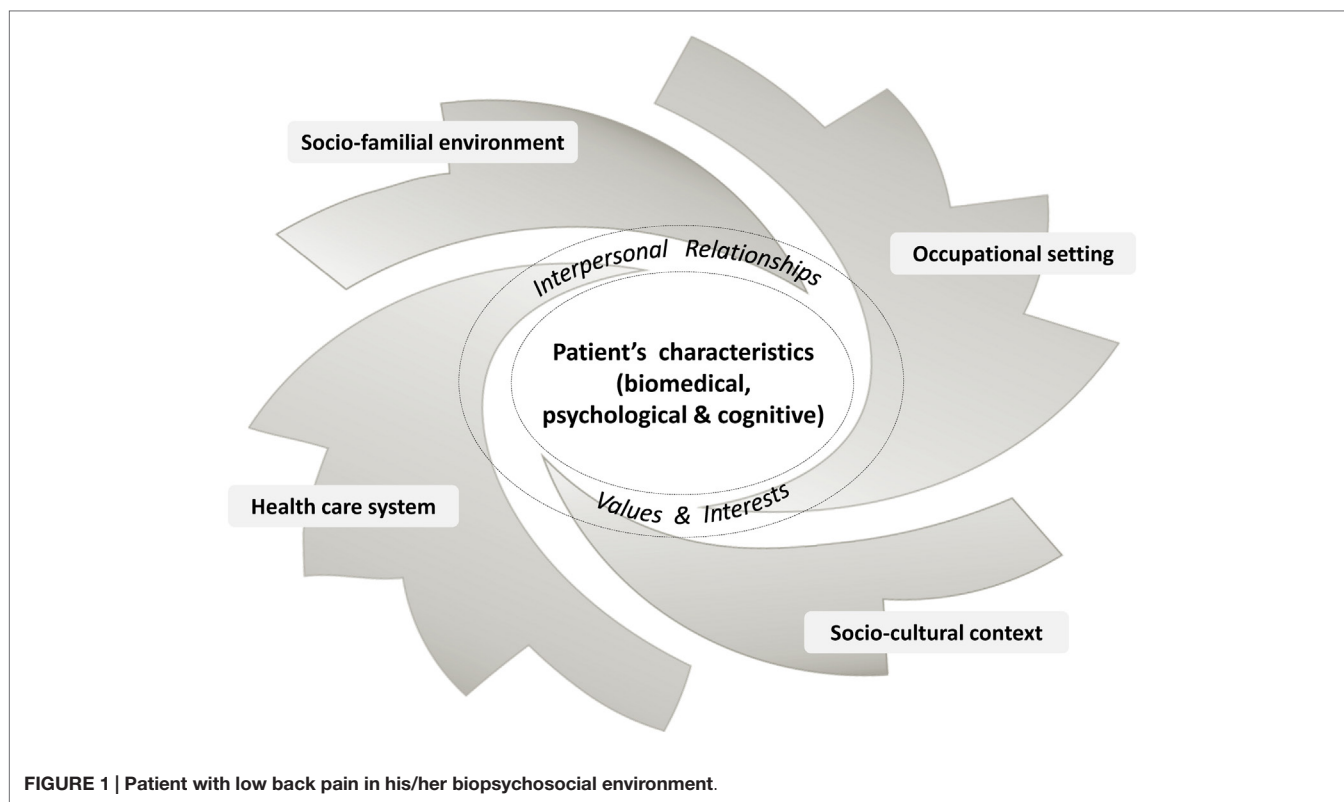 Socio-familial environment
Occupational setting
Interpersonal Relationships
Patient's characteristics
(biomedical,
psychological & cognitive)
Values & Interests
Health care system
Socio-cultural context
FIGURE 1 | Patient with low back pain in his/her biopsychosocial environment.